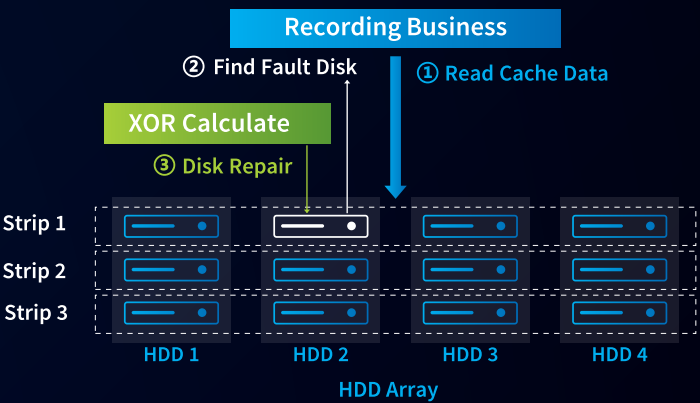 Recording Business
② Find Fault Disk
① Read Cache Data
XOR Calculate
③ Disk Repair
Strip 1
Strip 2
Strip 3
HDD 1
HDD 2
HDD 3
HDD 4
HDD Array